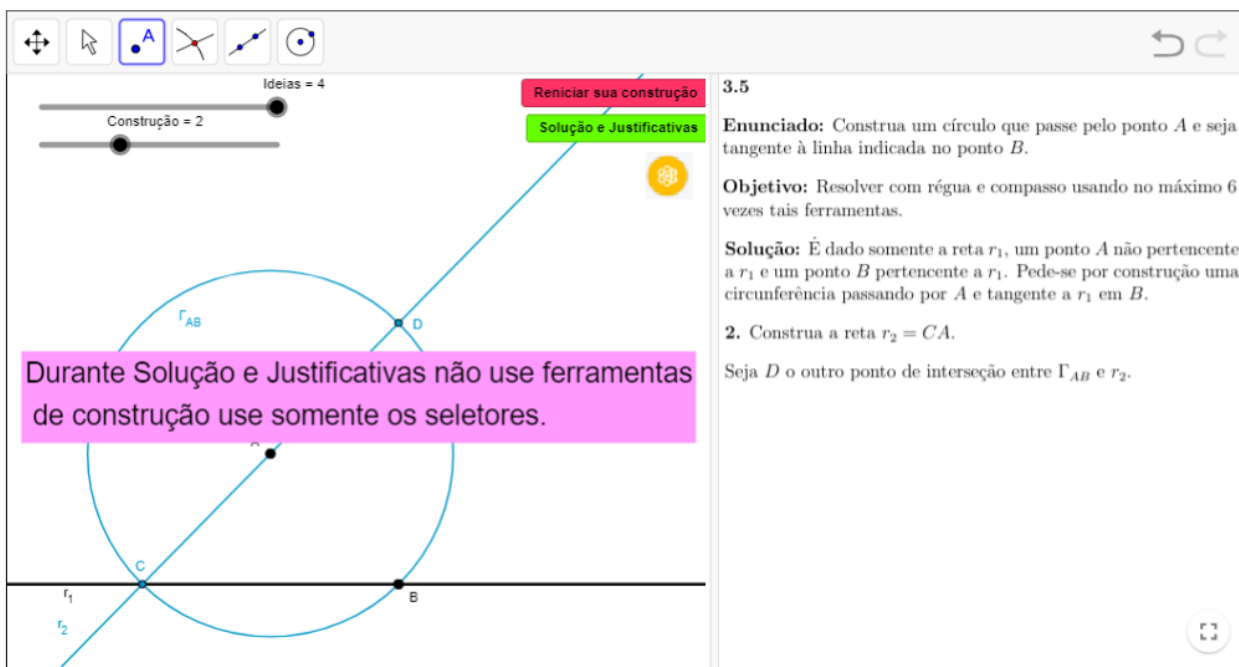 A
Ideias = 4
Construção = 2
Reniciar sua construção
Solução e Justificativas
Γ_AB
D
Durante Solução e Justificativas não use ferramentas
de construção use somente os seletores.
C
r₁
B
r₂
3.5
Enunciado: Construa um círculo que passe pelo ponto A e seja
tangente à linha indicada no ponto B.
Objetivo: Resolver com régua e compasso usando no máximo 6
vezes tais ferramentas.
Solução: É dado somente a reta r₁, um ponto A não pertencente
a r₁ e um ponto B pertencente a r₁. Pede-se por construção uma
circunferência passando por A e tangente a r₁ em B.
2. Construa a reta r₂ = CA.
Seja D o outro ponto de interseção entre Γ_AB e r₂.